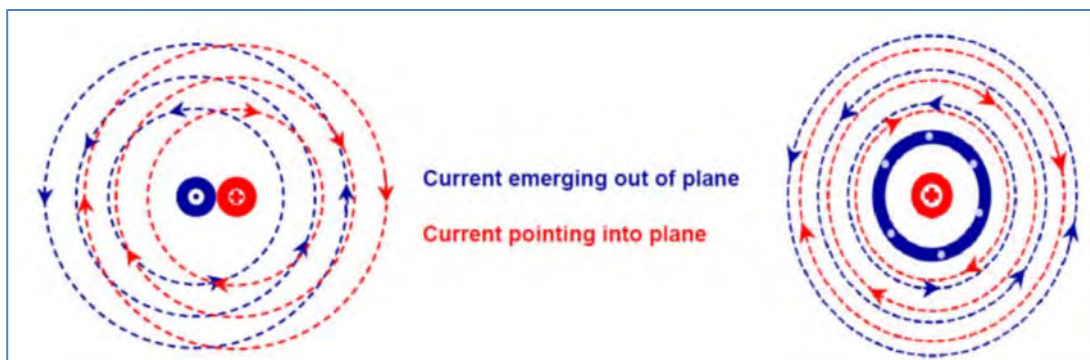 Current emerging out of plane
Current pointing into plane